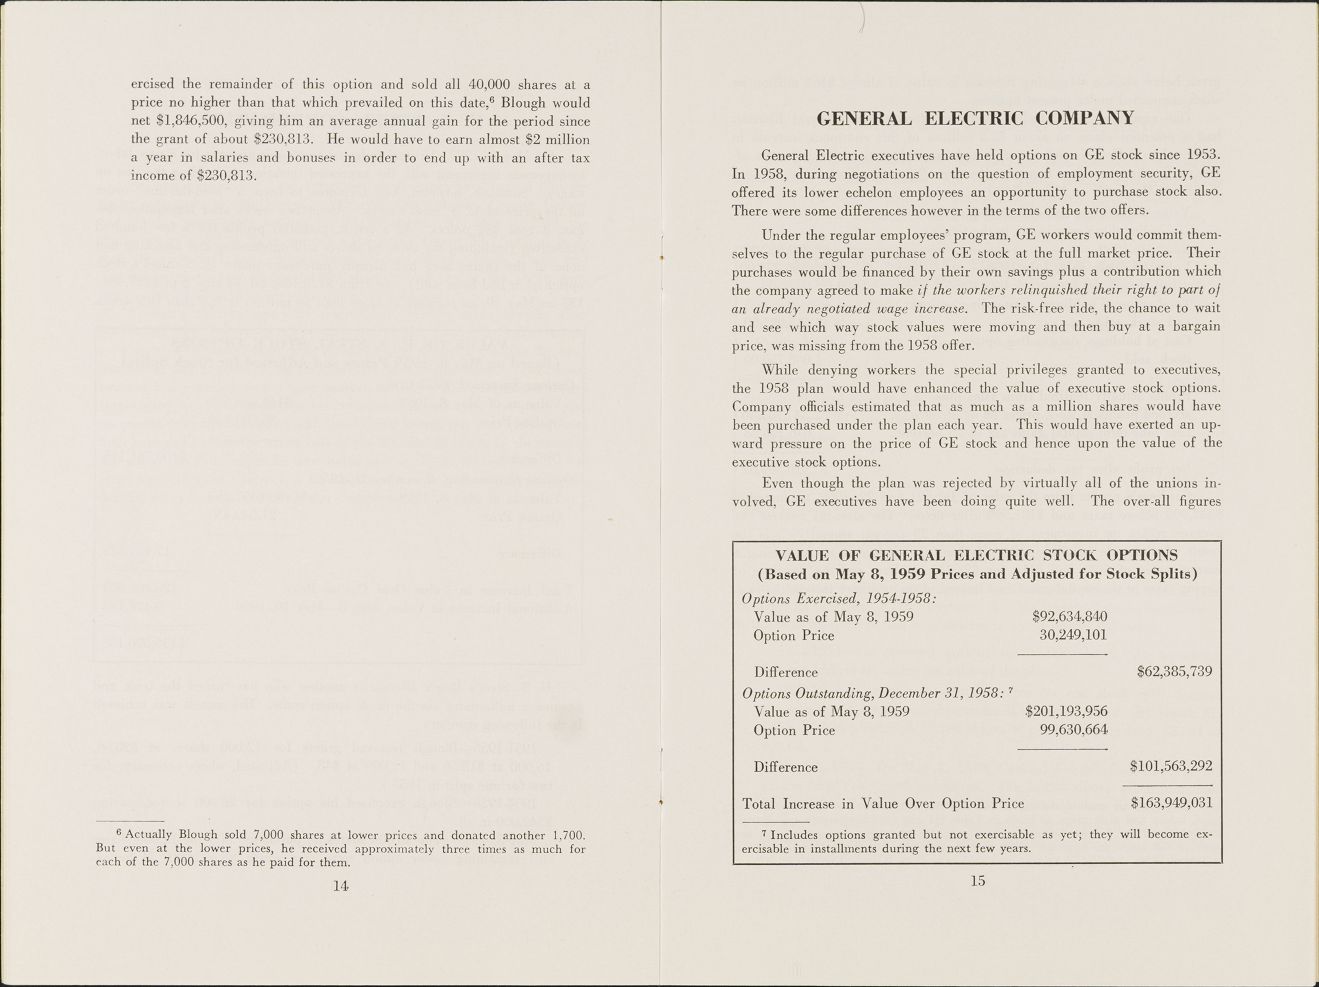 ercised the remainder of this option and sold all 40,000 shares at a
price no higher than that which prevailed on this date,⁶ Blough would
net $1,846,500, giving him an average annual gain for the period since
the grant of about $230,813. He would have to earn almost $2 million
a year in salaries and bonuses in order to end up with an after tax
income of $230,813.
⁶ Actually Blough sold 7,000 shares at lower prices and donated another 1,700.
But even at the lower prices, he received approximately three times as much for
each of the 7,000 shares as he paid for them.
14
GENERAL ELECTRIC COMPANY
General Electric executives have held options on GE stock since 1953.
In 1958, during negotiations on the question of employment security, GE
offered its lower echelon employees an opportunity to purchase stock also.
There were some differences however in the terms of the two offers.
Under the regular employees' program, GE workers would commit them-
selves to the regular purchase of GE stock at the full market price. Their
purchases would be financed by their own savings plus a contribution which
the company agreed to make if the workers relinquished their right to part of
an already negotiated wage increase. The risk-free ride, the chance to wait
and see which way stock values were moving and then buy at a bargain
price, was missing from the 1958 offer.
While denying workers the special privileges granted to executives,
the 1958 plan would have enhanced the value of executive stock options.
Company officials estimated that as much as a million shares would have
been purchased under the plan each year. This would have exerted an up-
ward pressure on the price of GE stock and hence upon the value of the
executive stock options.
Even though the plan was rejected by virtually all of the unions in-
volved, GE executives have been doing quite well. The over-all figures
VALUE OF GENERAL ELECTRIC STOCK OPTIONS
(Based on May 8, 1959 Prices and Adjusted for Stock Splits)
Options Exercised, 1954-1958:
Value as of May 8, 1959 $92,634,840
Option Price 30,249,101
Difference $62,385,739
Options Outstanding, December 31, 1958: ⁷
Value as of May 8, 1959 $201,193,956
Option Price 99,630,664
Difference $101,563,292
Total Increase in Value Over Option Price $163,949,031
⁷ Includes options granted but not exercisable as yet; they will become ex-
ercisable in installments during the next few years.
15